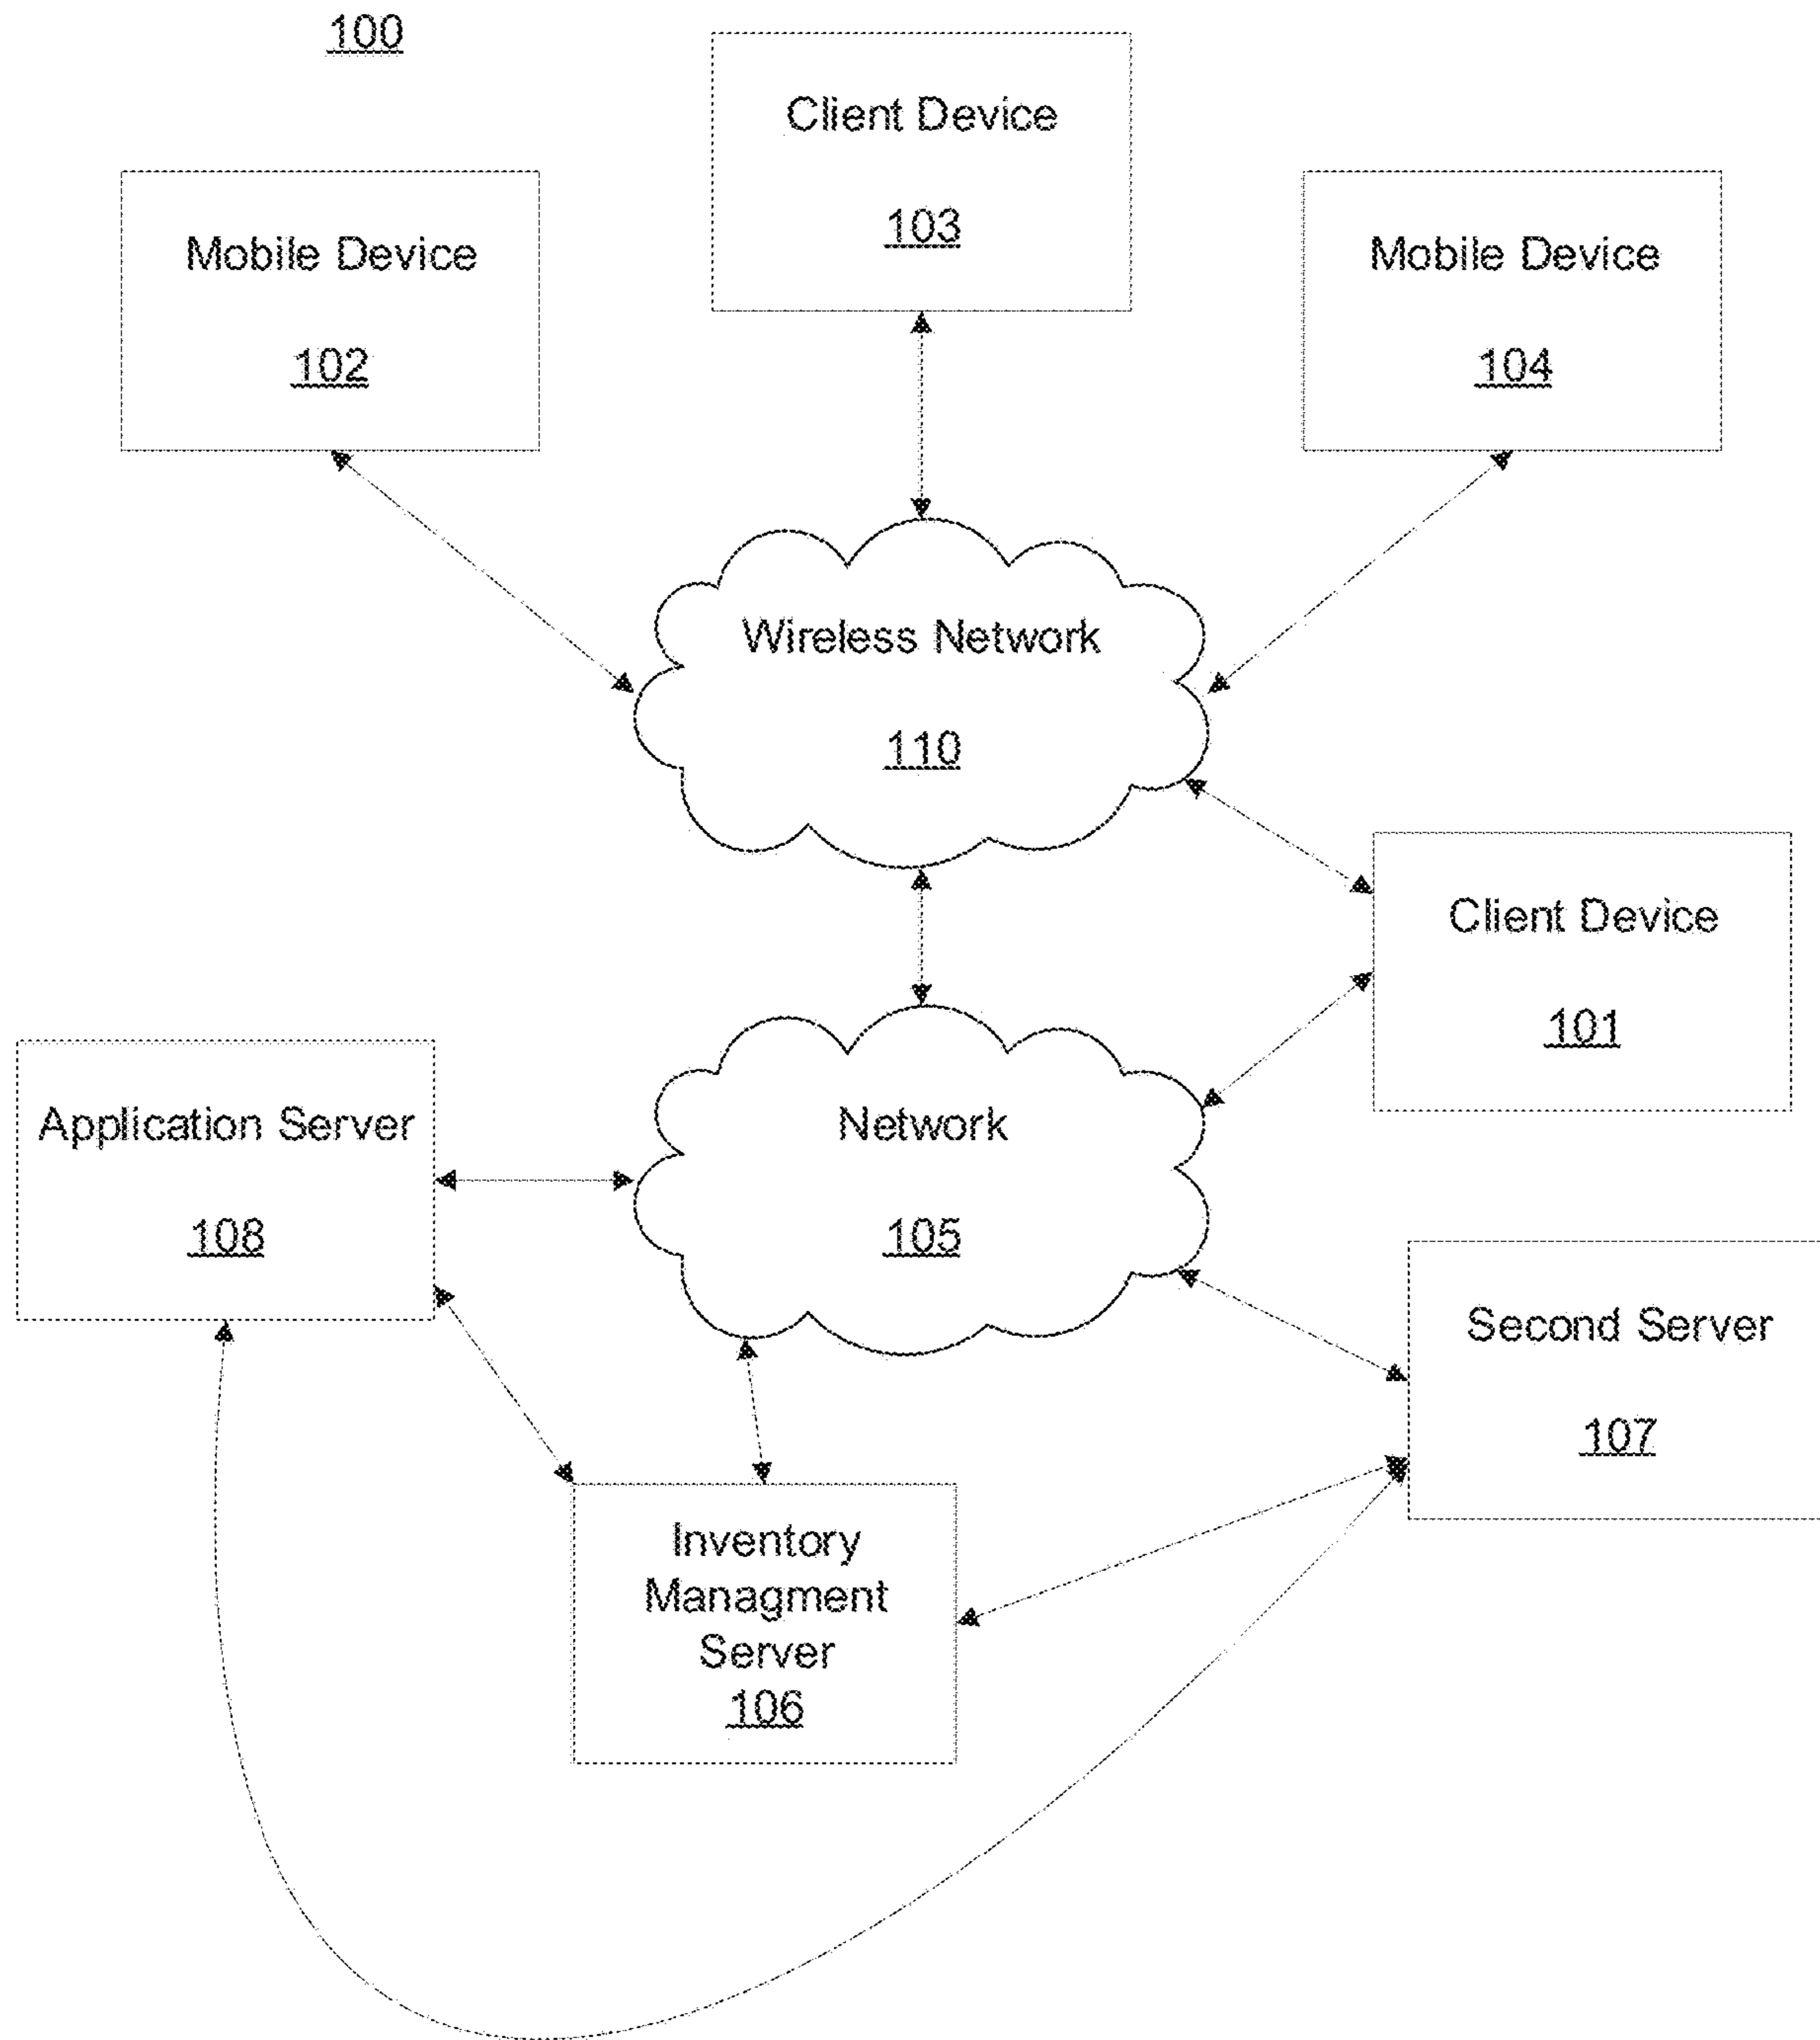 100
Client Device
103
Mobile Device
102
Mobile Device
104
Wireless Network
110
Client Device
101
Network
105
Application Server
108
Second Server
107
Inventory
Managment
Server
106